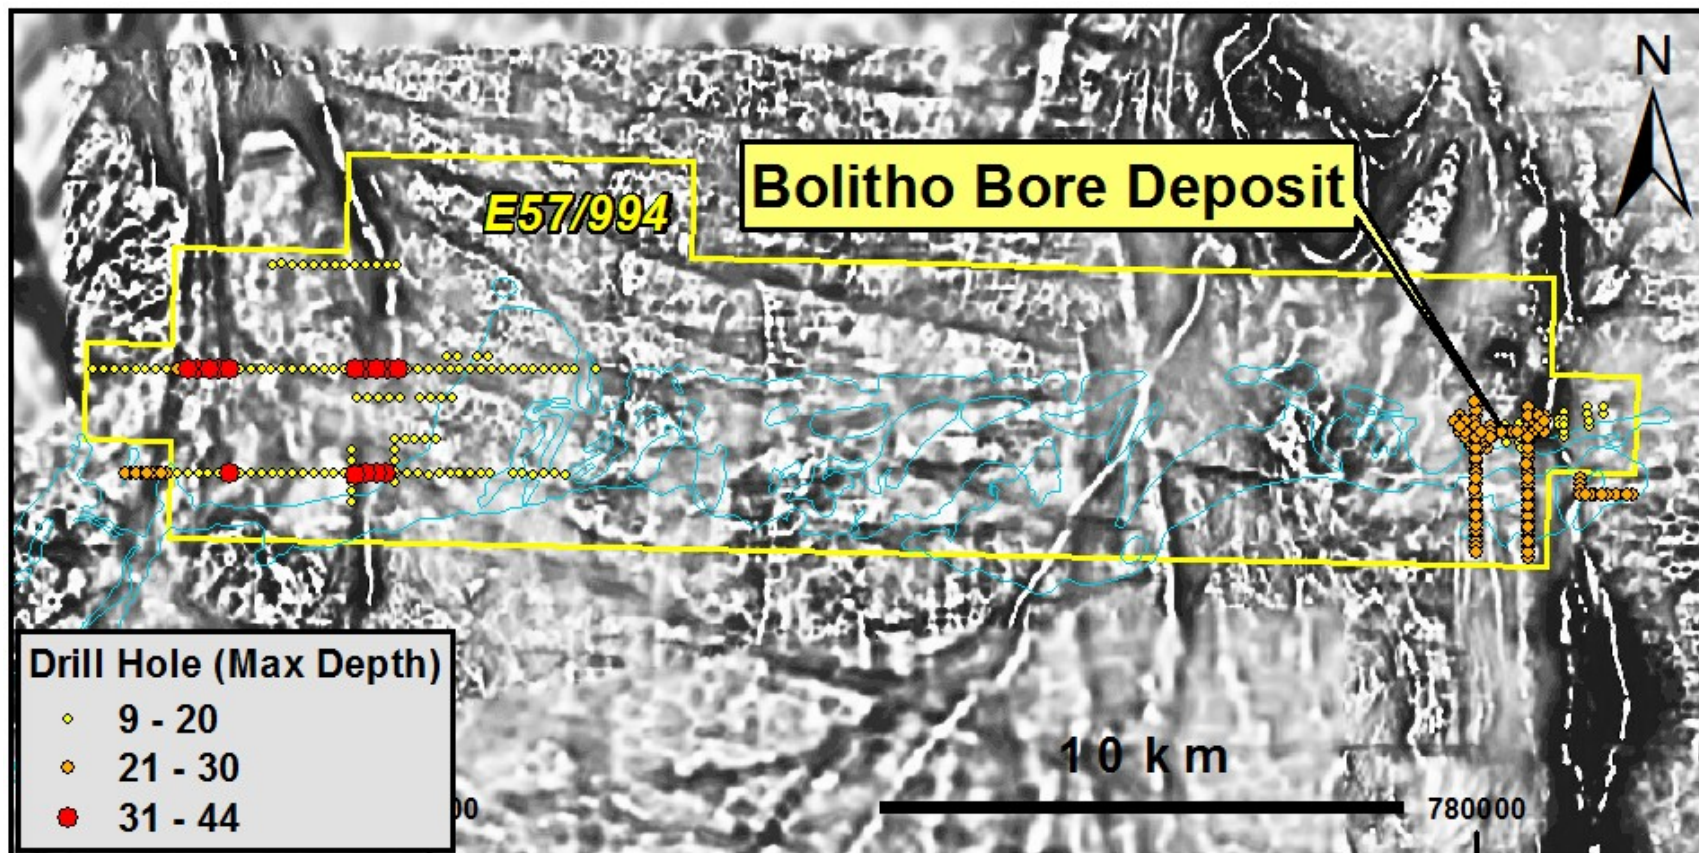 N
Bolitho Bore Deposit
E57/994
Drill Hole (Max Depth)
9 - 20
21 - 30
31 - 44
10 km
780000